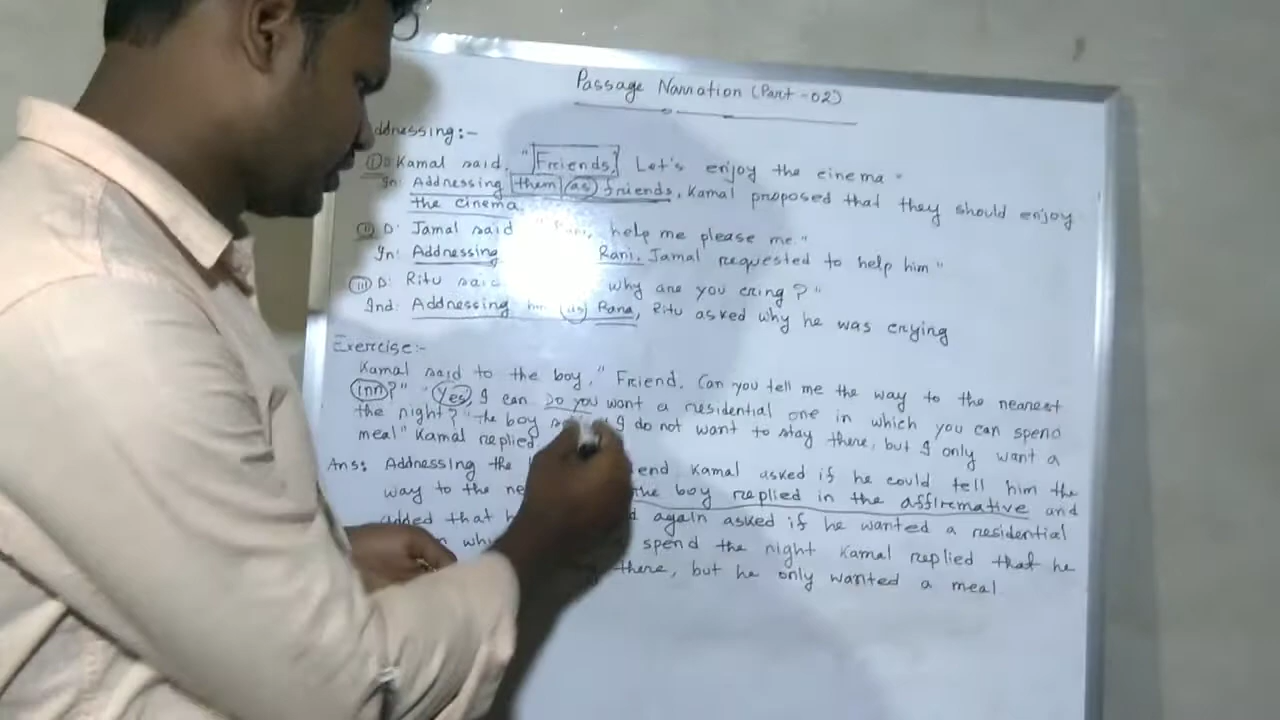 Passage Narration (Part-02)
ddressing:-
(i) D: Kamal said, "Friends, Let's enjoy the cinema"
In: Addressing them as friends, Kamal proposed that they should enjoy
the cinema
(ii) D: Jamal said help me please me."
In: Addressing Rani, Jamal requested to help him"
(iii) D: Ritu said why are you cring?"
Ind: Addressing as Rana, Ritu asked why he was crying
Exercise:-
Kamal said to the boy, "Friend. Can you tell me the way to the nearest
inn?" "Yes, I can Do you want a residential one in which you can spend
the night?" the boy I do not want to stay there, but I only want a
meal" Kamal replied
Ans: Addressing the Kamal asked if he could tell him the
way to the the boy replied in the affirmative and
added that again asked if he wanted a residential
spend the night Kamal replied that he
there, but he only wanted a meal